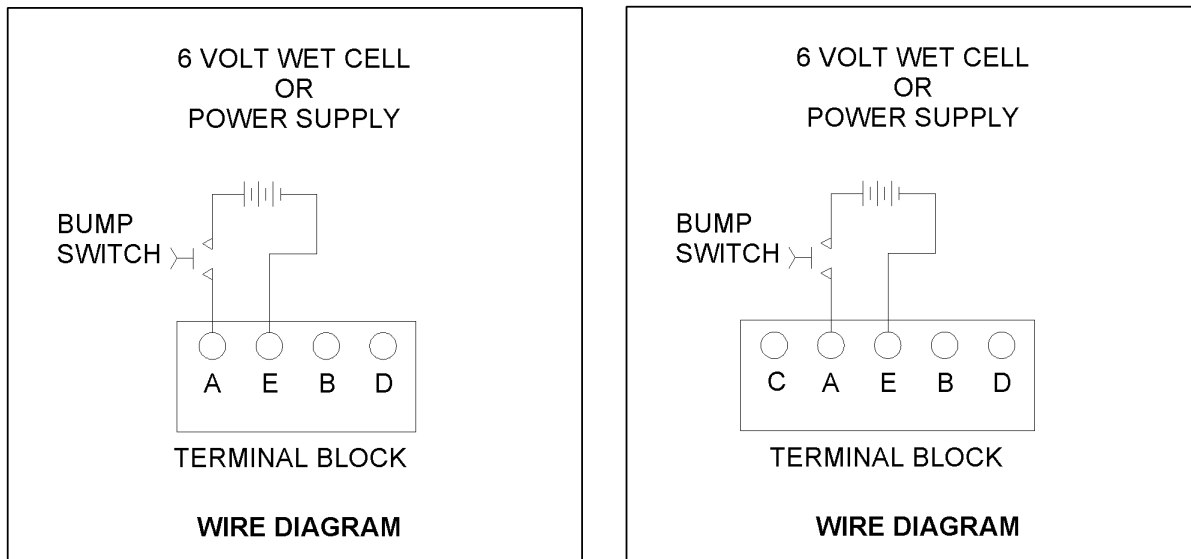 6 VOLT WET CELL
OR
POWER SUPPLY
BUMP
SWITCH
A E B D
TERMINAL BLOCK
WIRE DIAGRAM
6 VOLT WET CELL
OR
POWER SUPPLY
BUMP
SWITCH
C A E B D
TERMINAL BLOCK
WIRE DIAGRAM